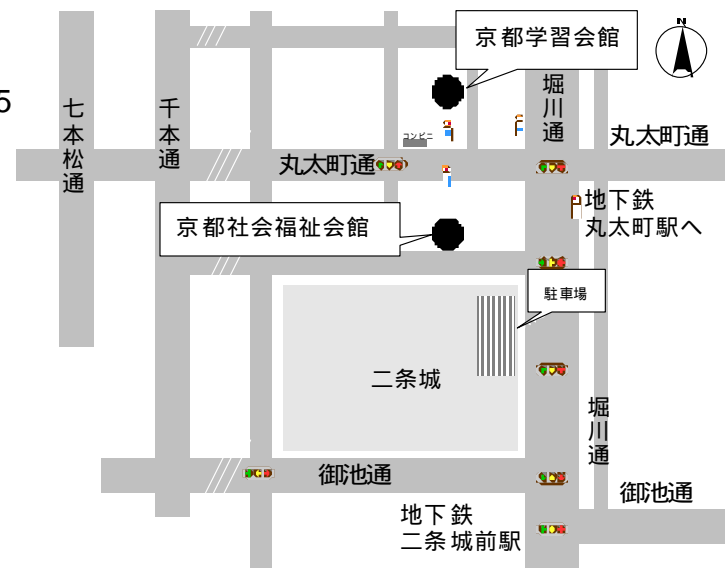 京都学習会館
N
5
七本松通
千本通
堀川通
コンビニ
丸太町通
丸太町通
地下鉄
丸太町駅へ
京都社会福祉会館
駐車場
二条城
堀川通
御池通
御池通
地下鉄
二条城前駅